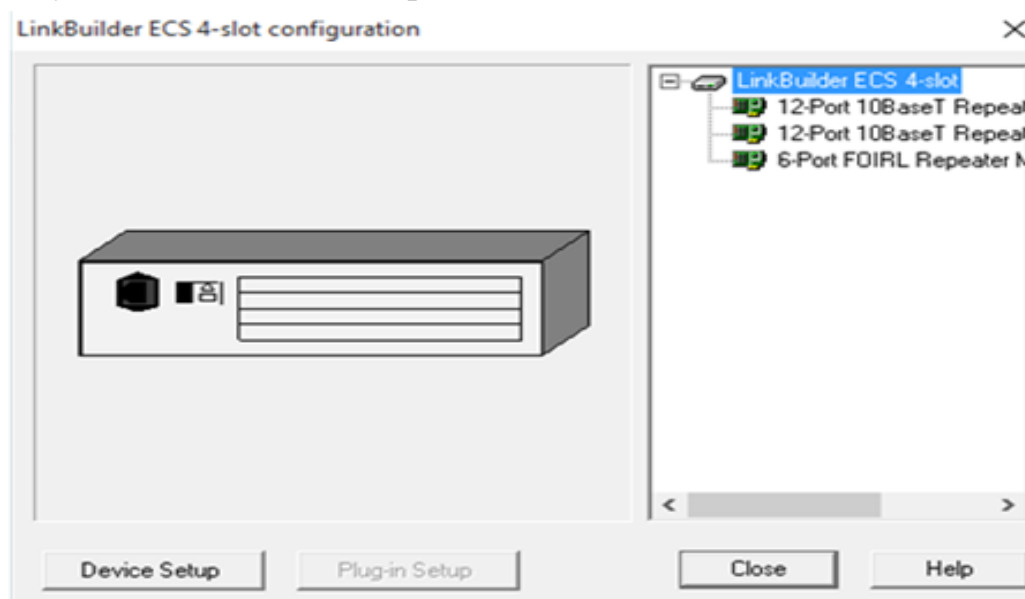 LinkBuilder ECS 4-slot configuration
LinkBuilder ECS 4-slot
12-Port 10BaseT Repeat
12-Port 10BaseT Repeat
6-Port FOIRL Repeater
Device Setup
Plug-in Setup
Close
Help